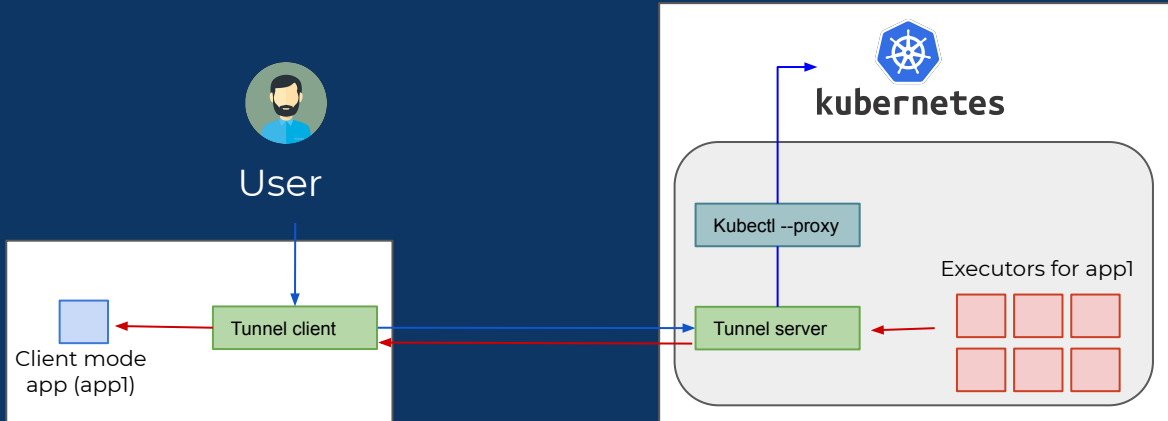 kubernetes
User
Kubectl --proxy
Executors for app1
Tunnel client
Tunnel server
Client mode
app (app1)